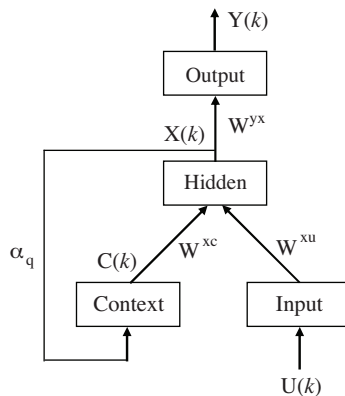 Y(k)
Output
W^yx
X(k)
Hidden
α_q
W^xc
W^xu
C(k)
Context
Input
U(k)